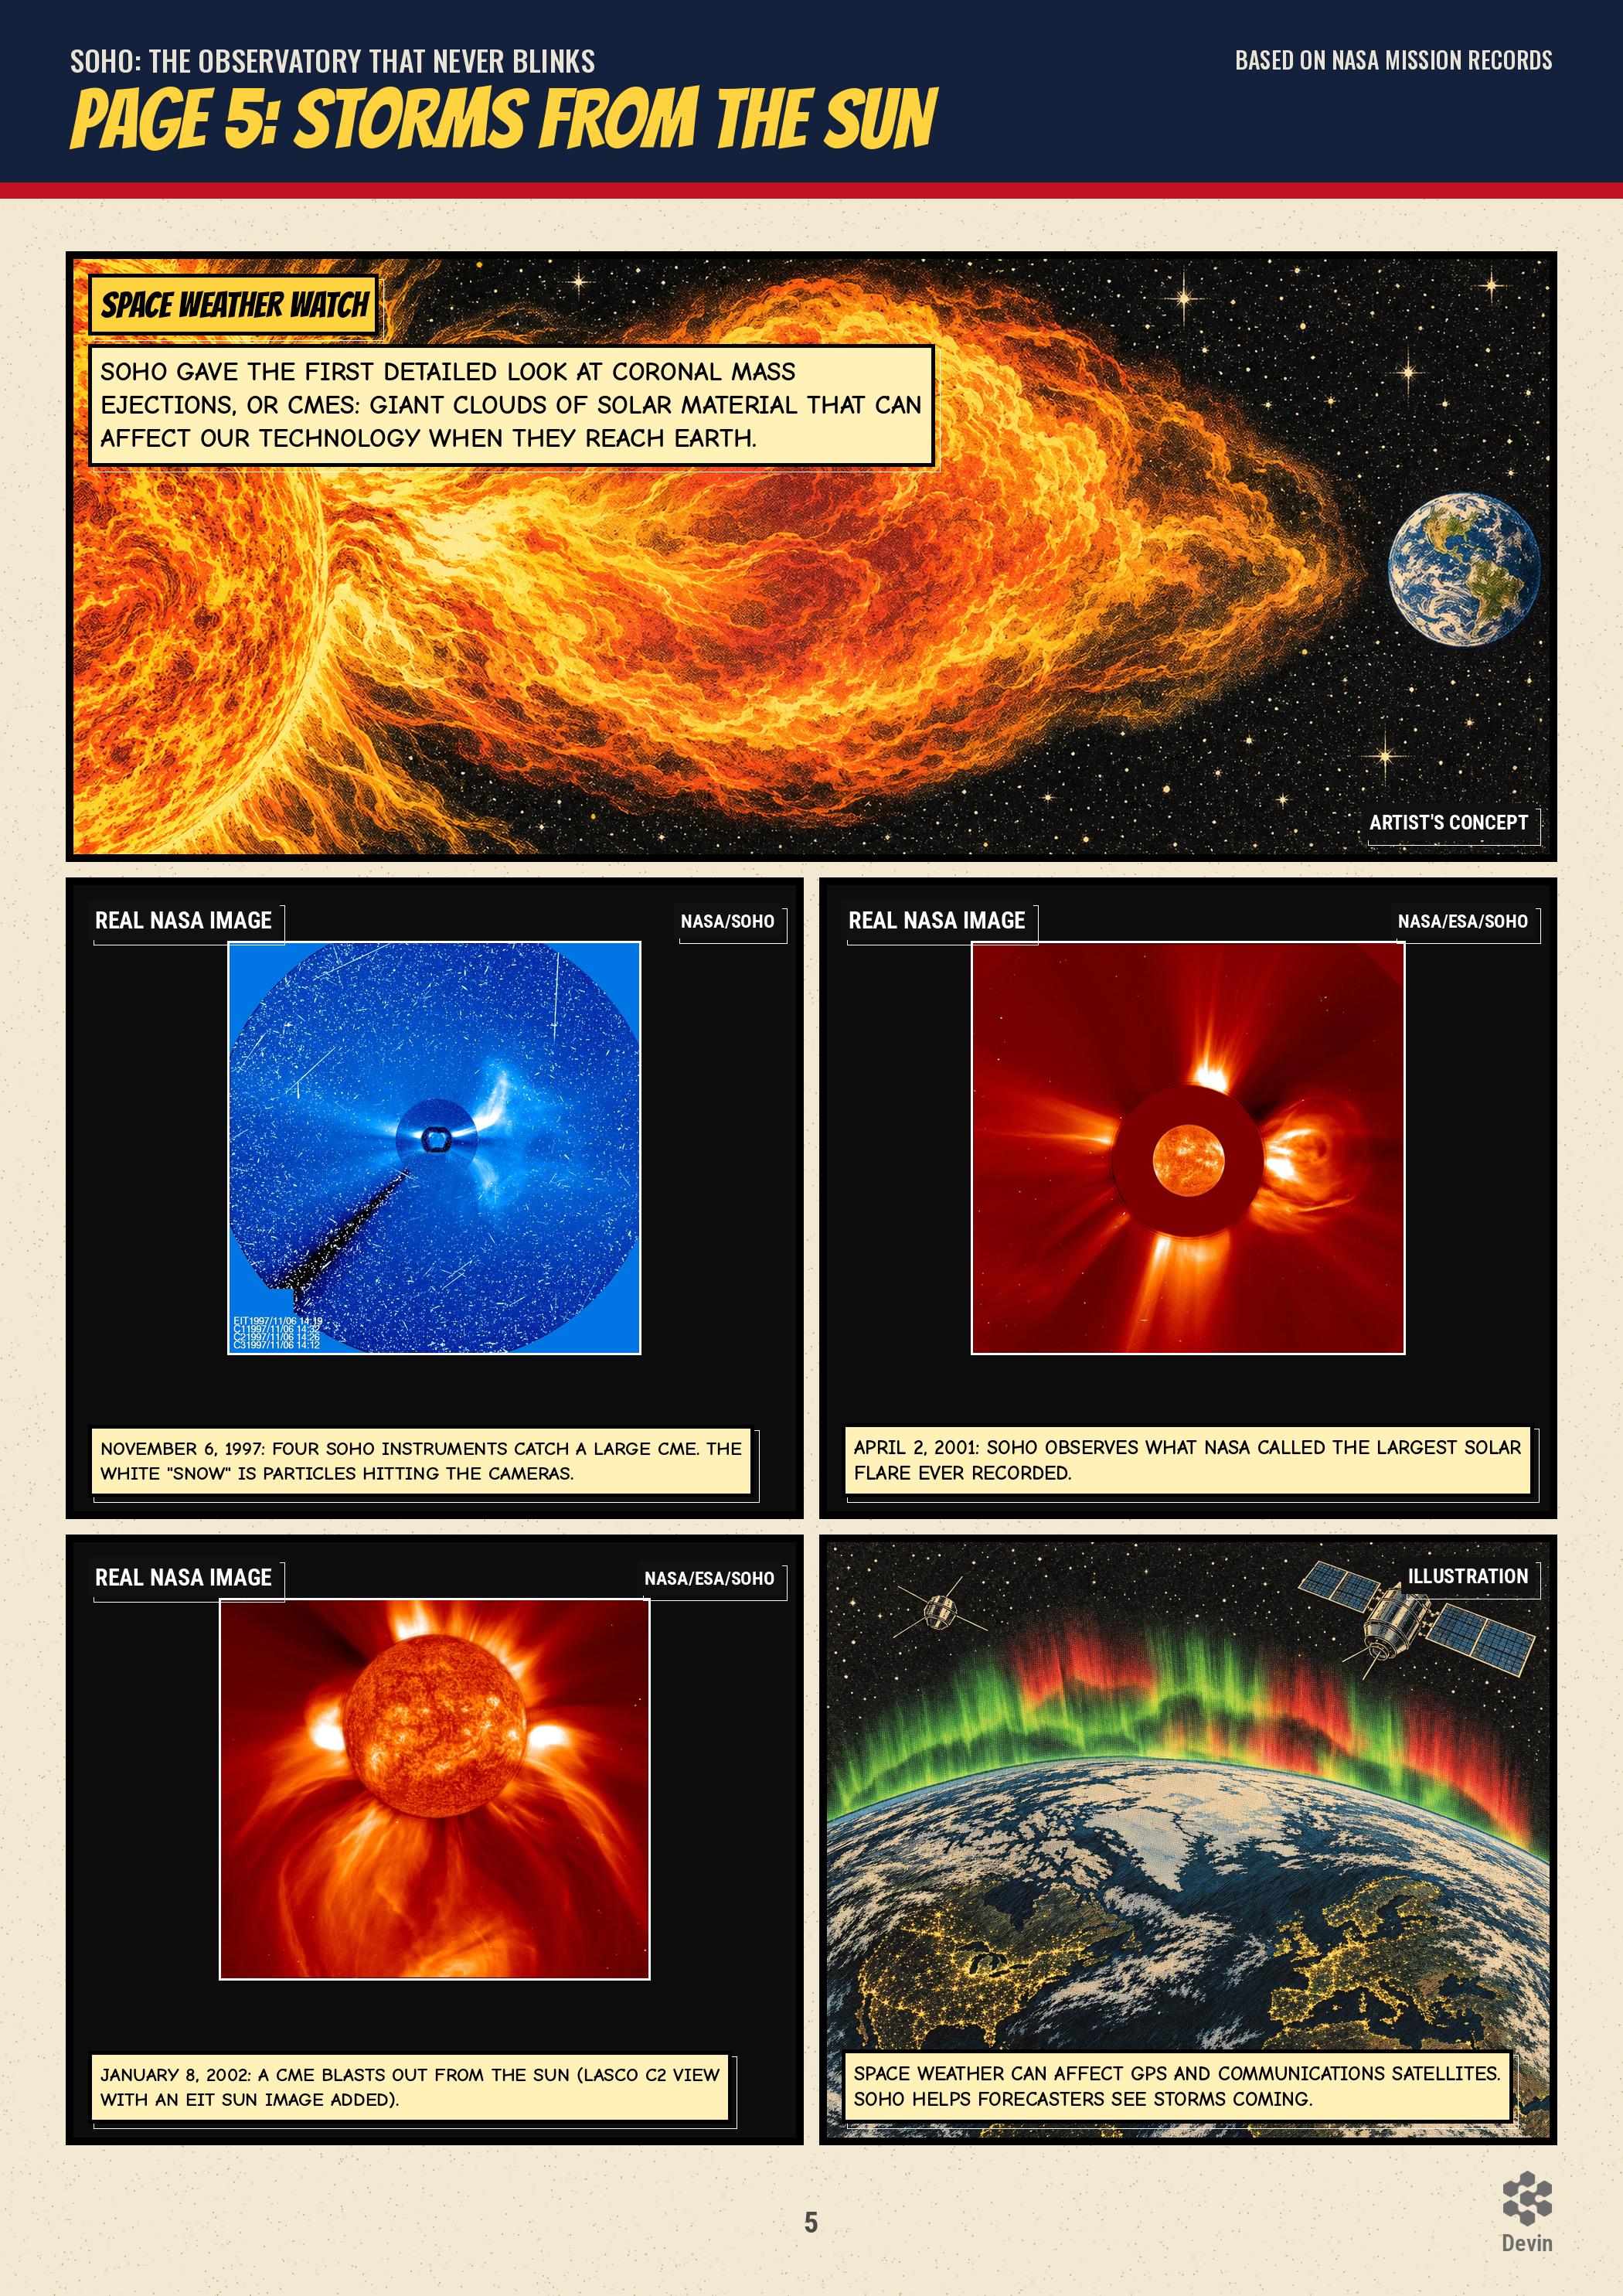 SOHO: THE OBSERVATORY THAT NEVER BLINKS
BASED ON NASA MISSION RECORDS
PAGE 5: STORMS FROM THE SUN
SPACE WEATHER WATCH
SOHO GAVE THE FIRST DETAILED LOOK AT CORONAL MASS
EJECTIONS, OR CMES: GIANT CLOUDS OF SOLAR MATERIAL THAT CAN
AFFECT OUR TECHNOLOGY WHEN THEY REACH EARTH.
ARTIST'S CONCEPT
REAL NASA IMAGE
NASA/SOHO
EIT1997/11/06 14:19
C11997/11/06 14:32
C21997/11/06 14:26
C31997/11/06 14:12
NOVEMBER 6, 1997: FOUR SOHO INSTRUMENTS CATCH A LARGE CME. THE
WHITE "SNOW" IS PARTICLES HITTING THE CAMERAS.
REAL NASA IMAGE
NASA/ESA/SOHO
APRIL 2, 2001: SOHO OBSERVES WHAT NASA CALLED THE LARGEST SOLAR
FLARE EVER RECORDED.
REAL NASA IMAGE
NASA/ESA/SOHO
JANUARY 8, 2002: A CME BLASTS OUT FROM THE SUN (LASCO C2 VIEW
WITH AN EIT SUN IMAGE ADDED).
ILLUSTRATION
SPACE WEATHER CAN AFFECT GPS AND COMMUNICATIONS SATELLITES.
SOHO HELPS FORECASTERS SEE STORMS COMING.
5
Devin